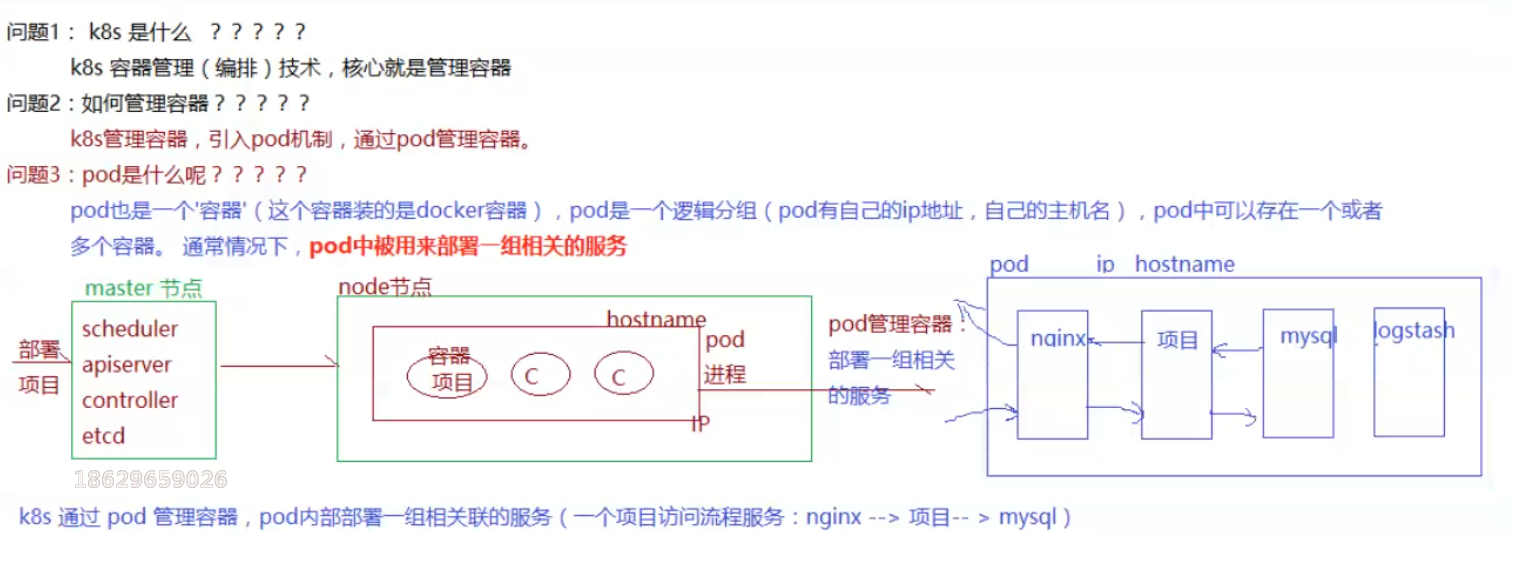 问题1： k8s 是什么 ？？？？？
k8s 容器管理（编排）技术，核心就是管理容器
问题2：如何管理容器？？？？？
k8s管理容器，引入pod机制，通过pod管理容器。
问题3：pod是什么呢？？？？？
pod也是一个'容器'（这个容器装的是docker容器），pod是一个逻辑分组（pod有自己的ip地址，自己的主机名），pod中可以存在一个或者
多个容器。 通常情况下，pod中被用来部署一组相关的服务
master 节点
scheduler
apiserver
controller
etcd
部署
项目
18629659026
node节点
hostname
容器
项目
C
C
pod
进程
IP
pod管理容器：
部署一组相关
的服务
pod ip hostname
nginx
项目
mysql
logstash
k8s 通过 pod 管理容器，pod内部部署一组相关联的服务（一个项目访问流程服务：nginx --> 项目-- > mysql）